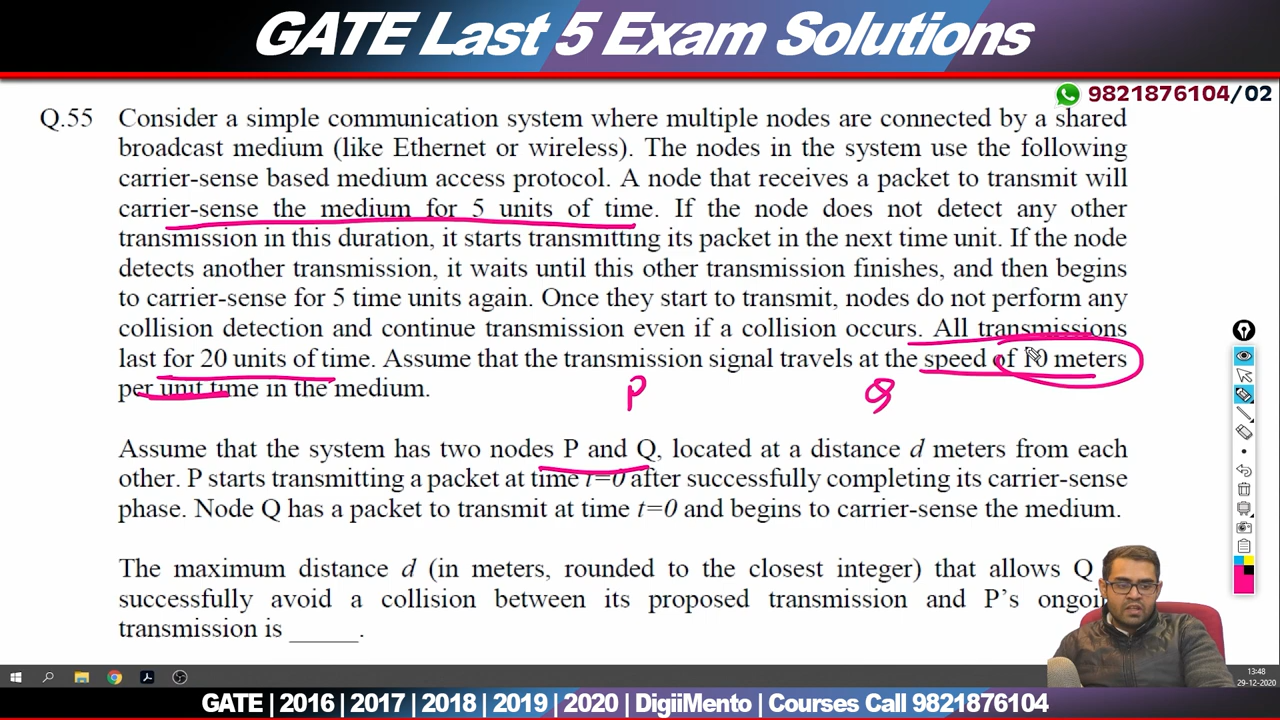 GATE Last 5 Exam Solutions
9821876104/02
Q.55 Consider a simple communication system where multiple nodes are connected by a shared
broadcast medium (like Ethernet or wireless). The nodes in the system use the following
carrier-sense based medium access protocol. A node that receives a packet to transmit will
carrier-sense the medium for 5 units of time. If the node does not detect any other
transmission in this duration, it starts transmitting its packet in the next time unit. If the node
detects another transmission, it waits until this other transmission finishes, and then begins
to carrier-sense for 5 time units again. Once they start to transmit, nodes do not perform any
collision detection and continue transmission even if a collision occurs. All transmissions
last for 20 units of time. Assume that the transmission signal travels at the speed of 10 meters
per unit time in the medium.
P Q
Assume that the system has two nodes P and Q, located at a distance d meters from each
other. P starts transmitting a packet at time t=0 after successfully completing its carrier-sense
phase. Node Q has a packet to transmit at time t=0 and begins to carrier-sense the medium.
The maximum distance d (in meters, rounded to the closest integer) that allows Q
successfully avoid a collision between its proposed transmission and P's ongoing
transmission is _____.
13:48
29-12-2020
GATE | 2016 | 2017 | 2018 | 2019 | 2020 | DigiiMento | Courses Call 9821876104